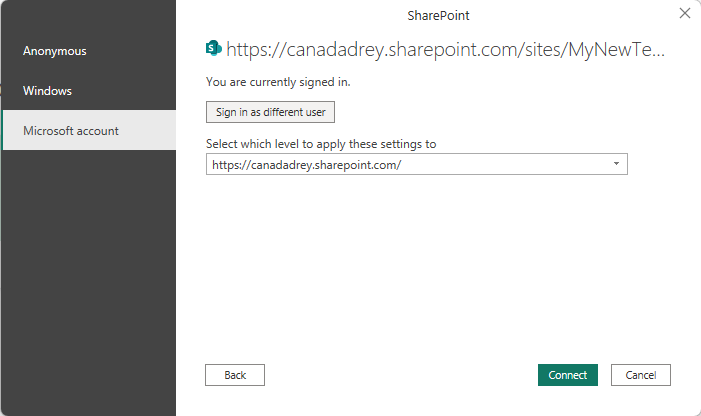 SharePoint
Anonymous
Windows
Microsoft account
https://canadadrey.sharepoint.com/sites/MyNewTe...
You are currently signed in.
Sign in as different user
Select which level to apply these settings to
https://canadadrey.sharepoint.com/
Back
Connect
Cancel